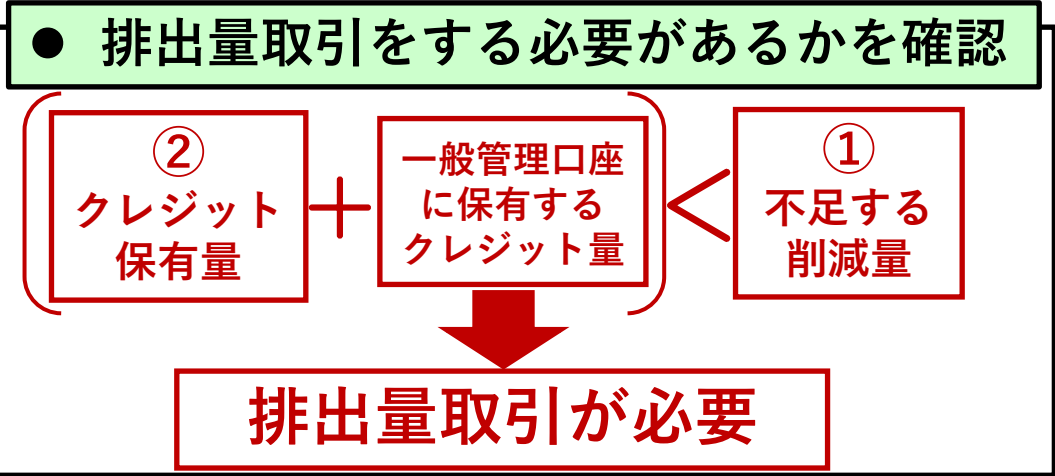 ● 排出量取引をする必要があるかを確認
②
クレジット
保有量
＋
一般管理口座
に保有する
クレジット量
＜
①
不足する
削減量
排出量取引が必要